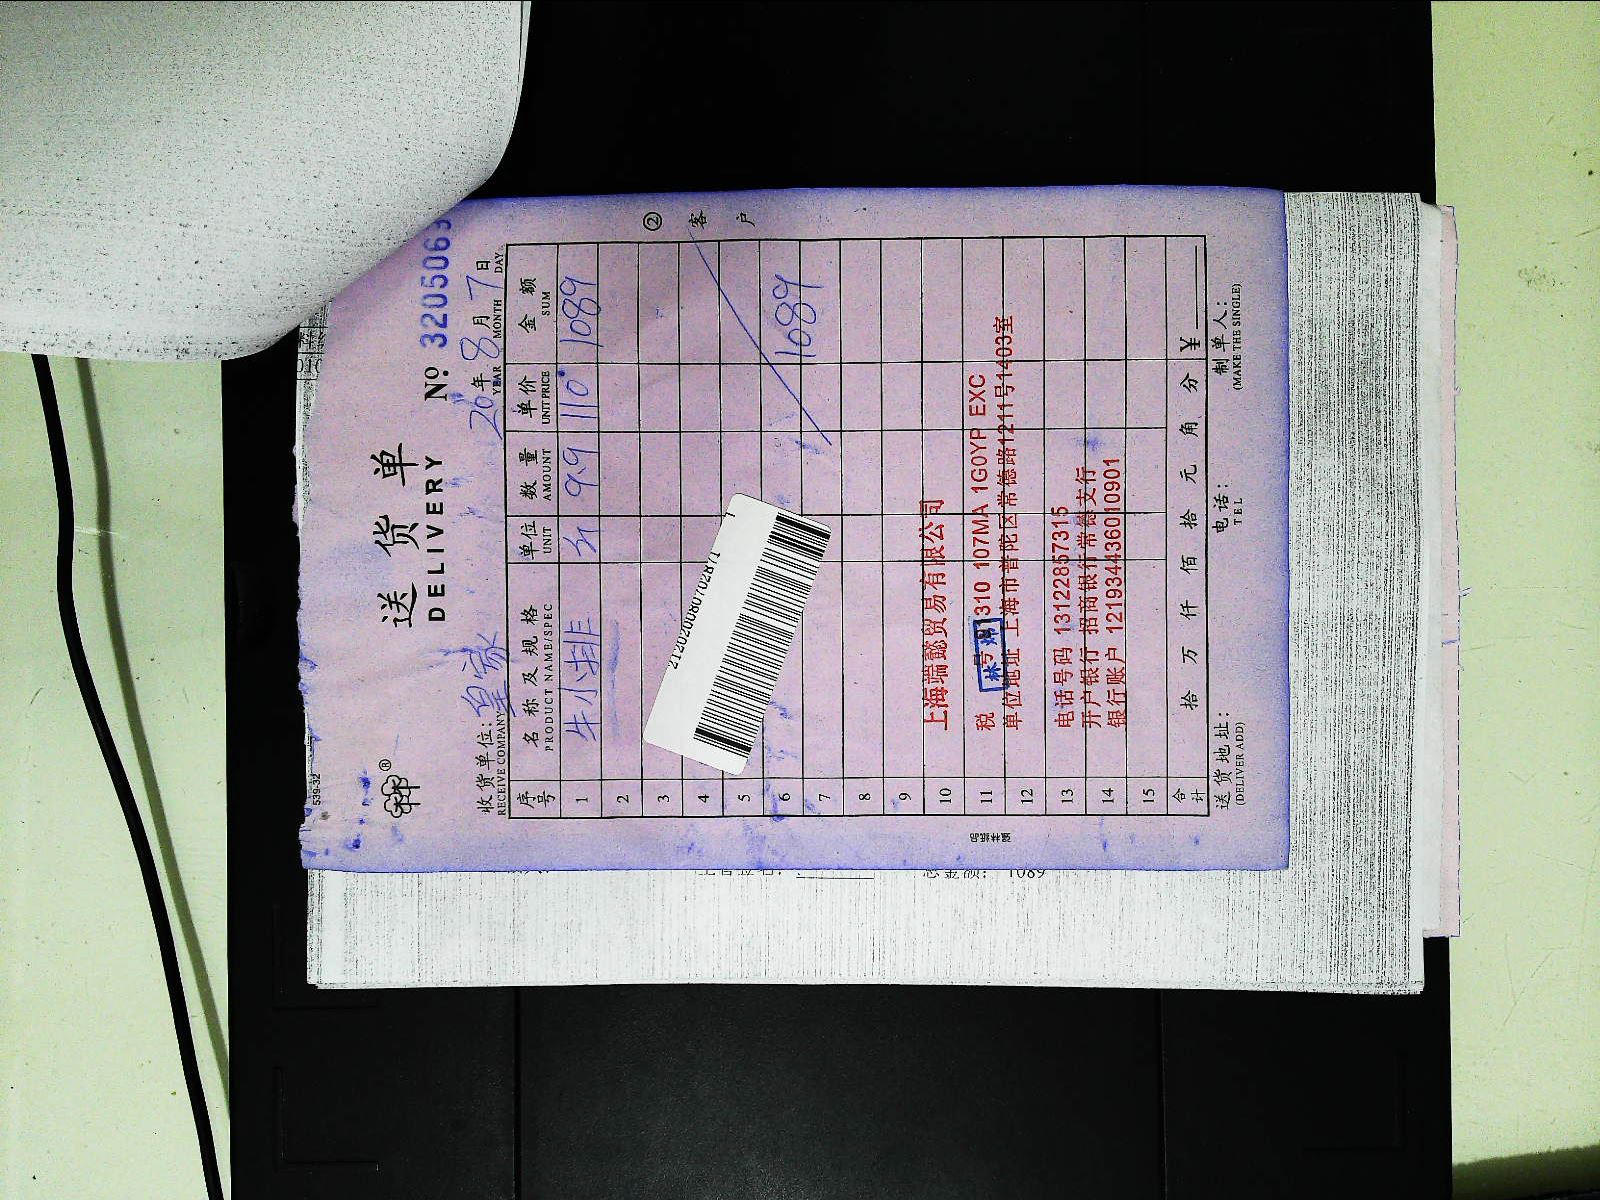 539-32
送货单
DELIVERY
№ 3205063
收货单位: 皇家 20年8月7日
RECEIVE COMPANY YEAR MONTH DAY
序号 名称及规格 单位 数量 单价 金额
PRODUCT NAME/SPEC UNIT AMOUNT UNIT PRICE SUM
1 牛小排 斤 9.9 110 1089
2
3
4
5
6 1089
7
8
9
10
11
12
13
14
15
② 客户
212020080702871
上海端懿贸易有限公司
税号 310 107MA 1G0YP EXC
单位地址 上海市普陀区常德路1211号1403室
电话号码 13122857315
开户银行 招商银行常德支行
银行账户 121934436010901
合计 拾 万 仟 佰 拾 元 角 分 ¥
送货地址: 电话: 制单人:
(DELIVER ADD) TEL (MAKE THE SINGLE)
总金额: 1089